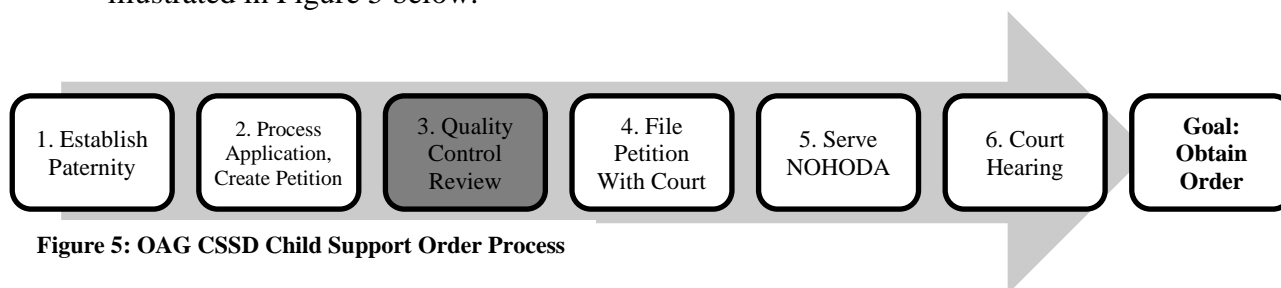 illustrated in Figure 5 below.
1. Establish
Paternity
2. Process
Application,
Create Petition
3. Quality
Control
Review
4. File
Petition
With Court
5. Serve
NOHODA
6. Court
Hearing
Goal:
Obtain
Order
Figure 5: OAG CSSD Child Support Order Process